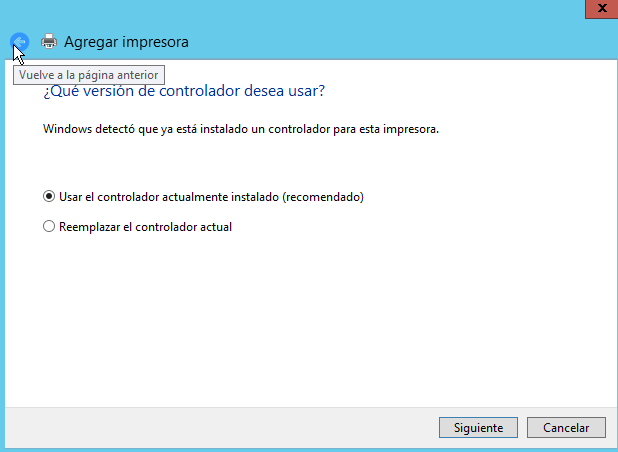 x
Agregar impresora
Vuelve a la página anterior
¿Qué versión de controlador desea usar?
Windows detectó que ya está instalado un controlador para esta impresora.
Usar el controlador actualmente instalado (recomendado)
Reemplazar el controlador actual
Siguiente
Cancelar